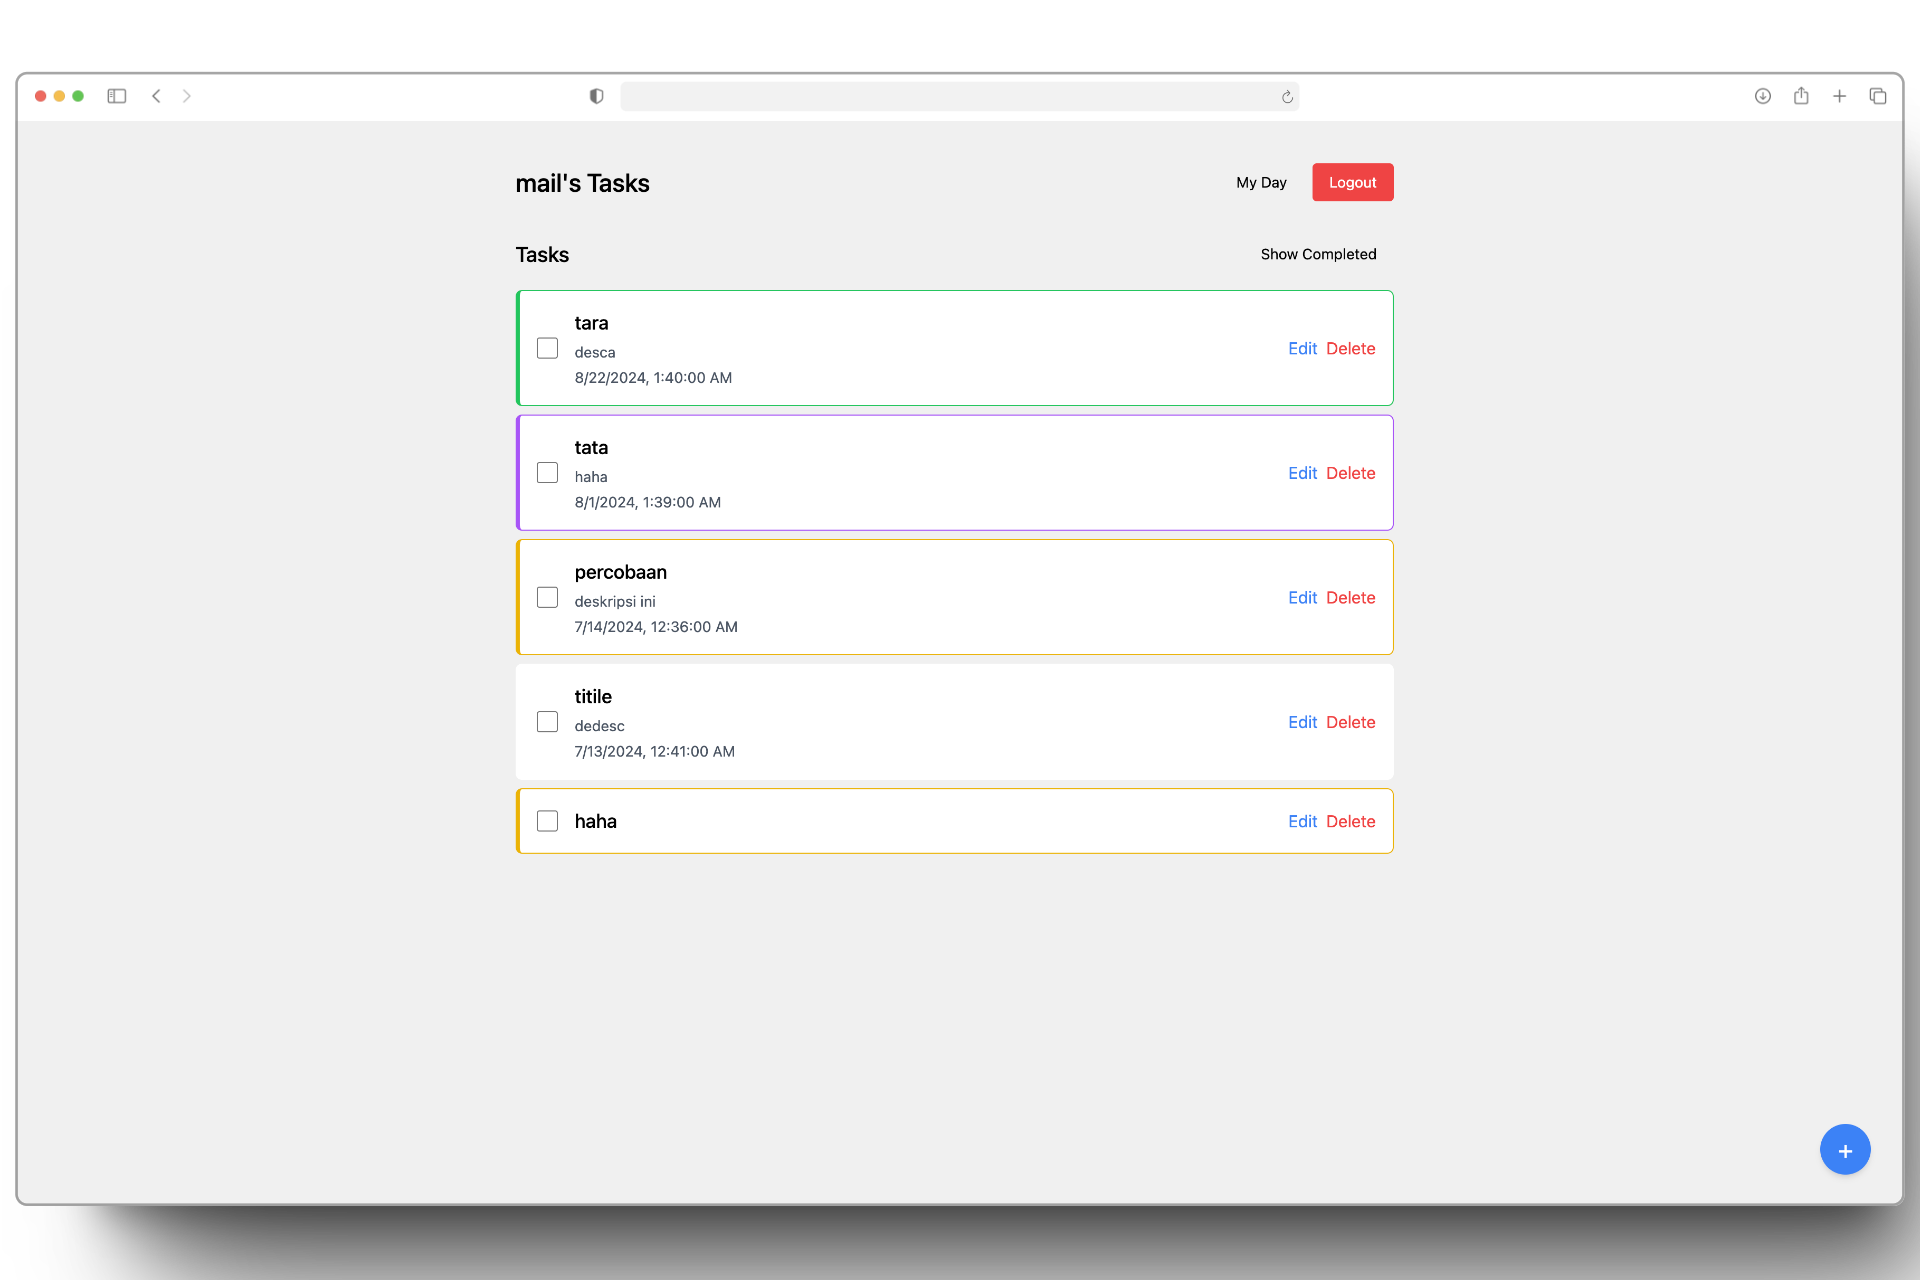 mail's Tasks
My Day
Logout
Tasks
Show Completed
tara
desca
8/22/2024, 1:40:00 AM
Edit Delete
tata
haha
8/1/2024, 1:39:00 AM
Edit Delete
percobaan
deskripsi ini
7/14/2024, 12:36:00 AM
Edit Delete
titile
dedesc
7/13/2024, 12:41:00 AM
Edit Delete
haha
Edit Delete
+